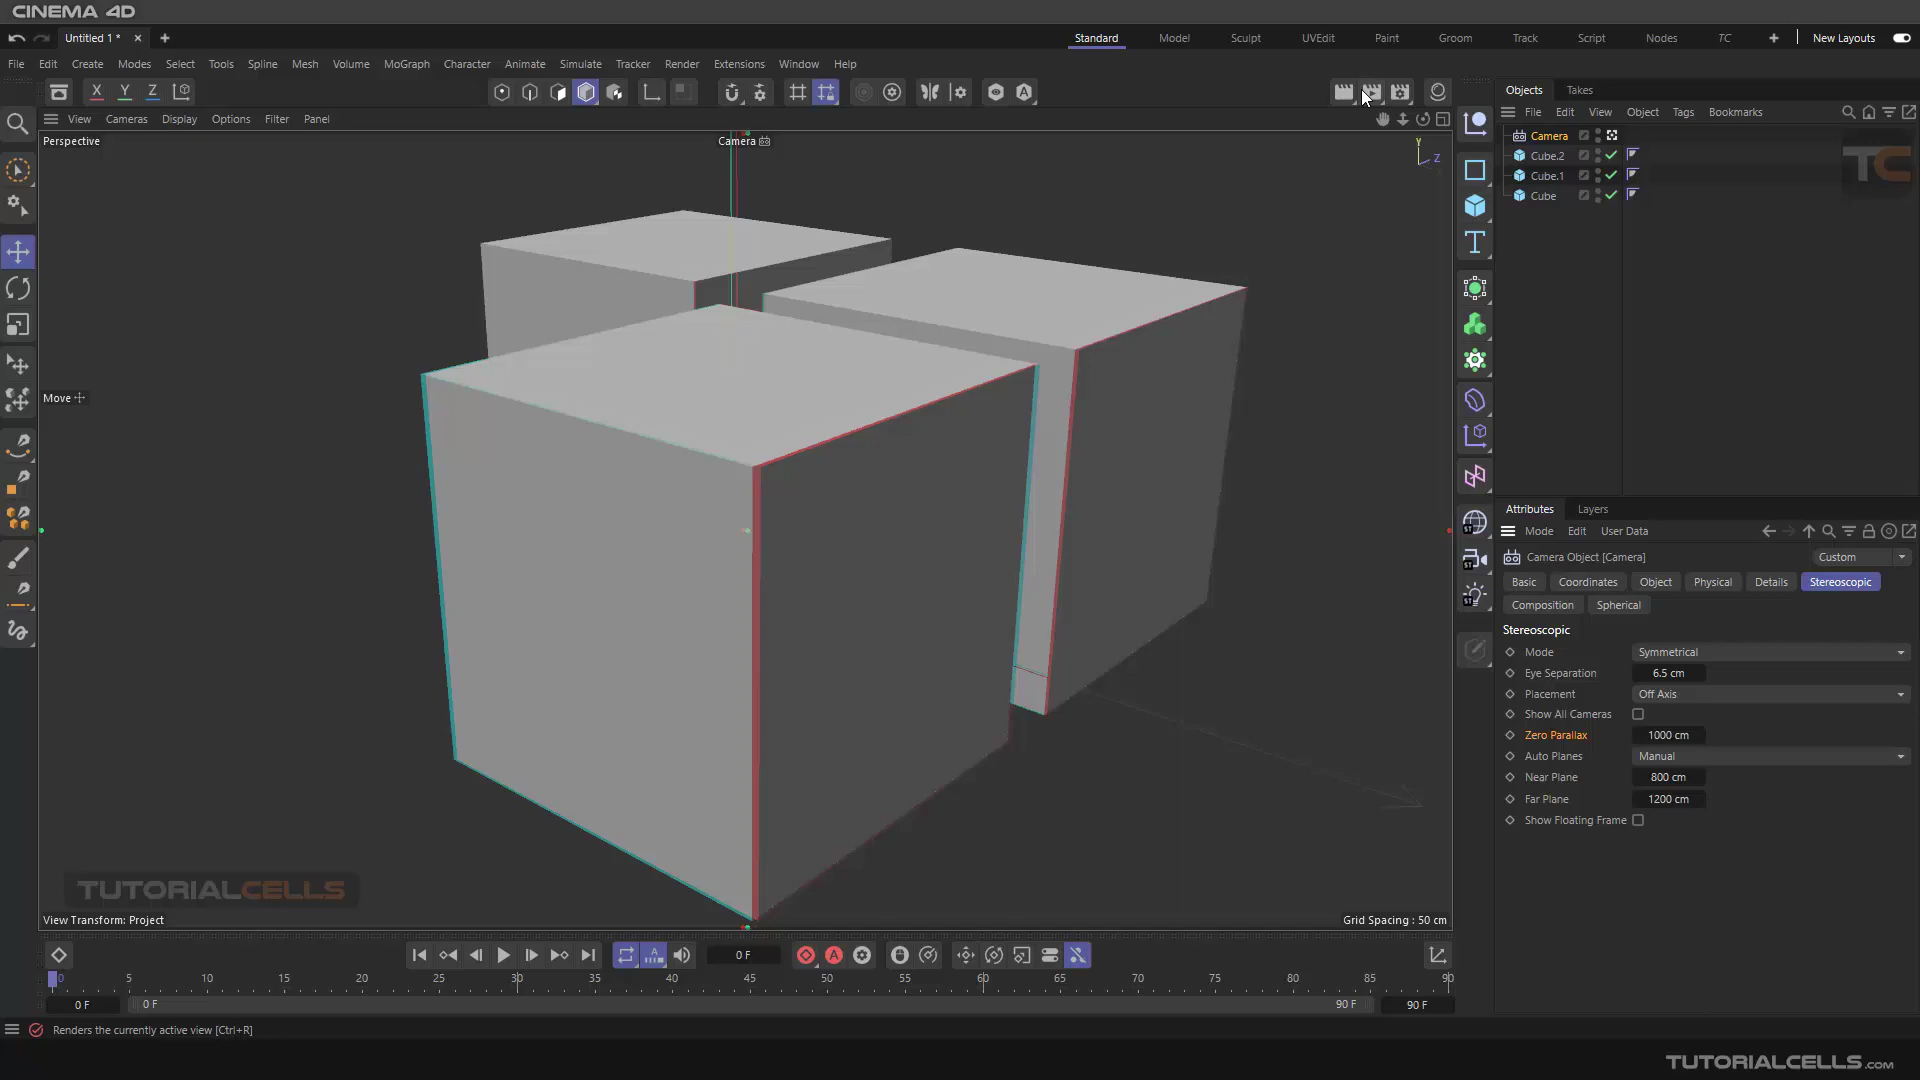 CINEMA 4D
Untitled 1 *
Standard
Model
Sculpt
UVEdit
Paint
Groom
Track
Script
Nodes
TC
New Layouts
File
Edit
Create
Modes
Select
Tools
Spline
Mesh
Volume
MoGraph
Character
Animate
Simulate
Tracker
Render
Extensions
Window
Help
X
Y
Z
Objects
Takes
View
Cameras
Display
Options
Filter
Panel
File
Edit
View
Object
Tags
Bookmarks
Perspective
Camera
Y
Z
Camera
Cube.2
Cube.1
Cube
TC
Move
Attributes
Layers
Mode
Edit
User Data
Camera Object [Camera]
Custom
Basic
Coordinates
Object
Physical
Details
Stereoscopic
Composition
Spherical
Stereoscopic
Mode
Symmetrical
Eye Separation
6.5 cm
Placement
Off Axis
Show All Cameras
Zero Parallax
1000 cm
Auto Planes
Manual
Near Plane
800 cm
Far Plane
1200 cm
Show Floating Frame
ST
ST
ST
TUTORIALCELLS
View Transform: Project
Grid Spacing : 50 cm
0 F
0
5
10
15
20
25
30
35
40
45
50
55
60
65
70
75
80
85
90
0 F
0 F
90 F
90 F
Renders the currently active view [Ctrl+R]
TUTORIALCELLS.COM